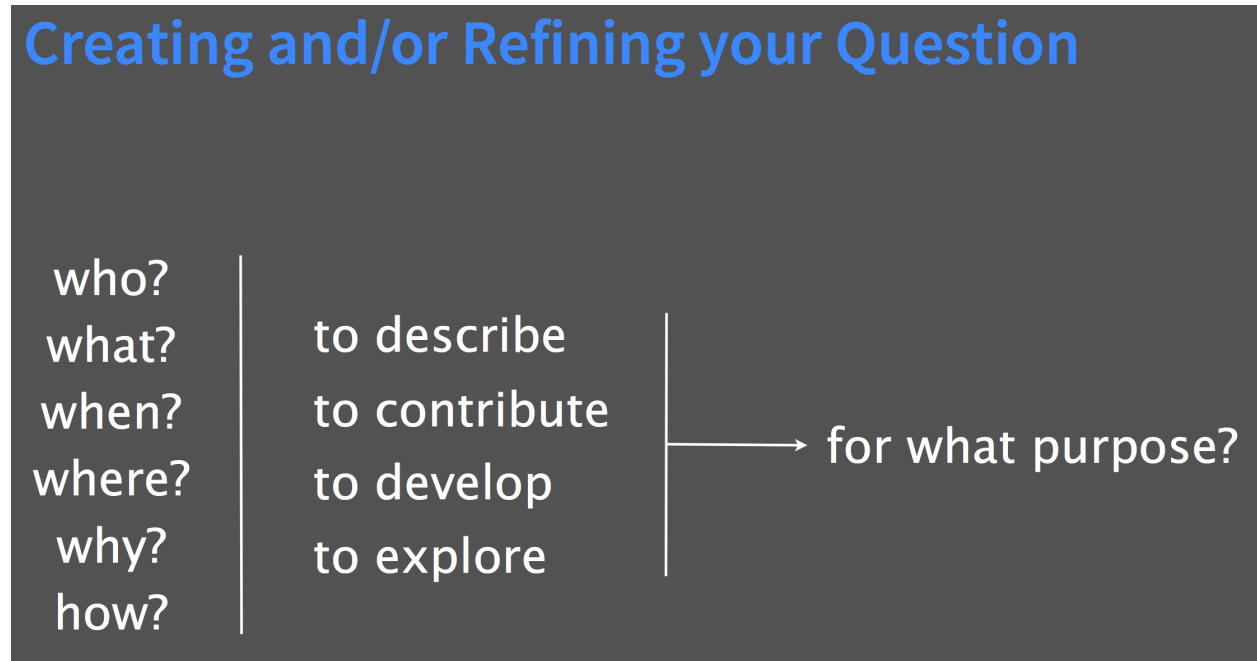 Creating and/or Refining your Question
who?
what?
when?
where?
why?
how?
to describe
to contribute
to develop
to explore
for what purpose?